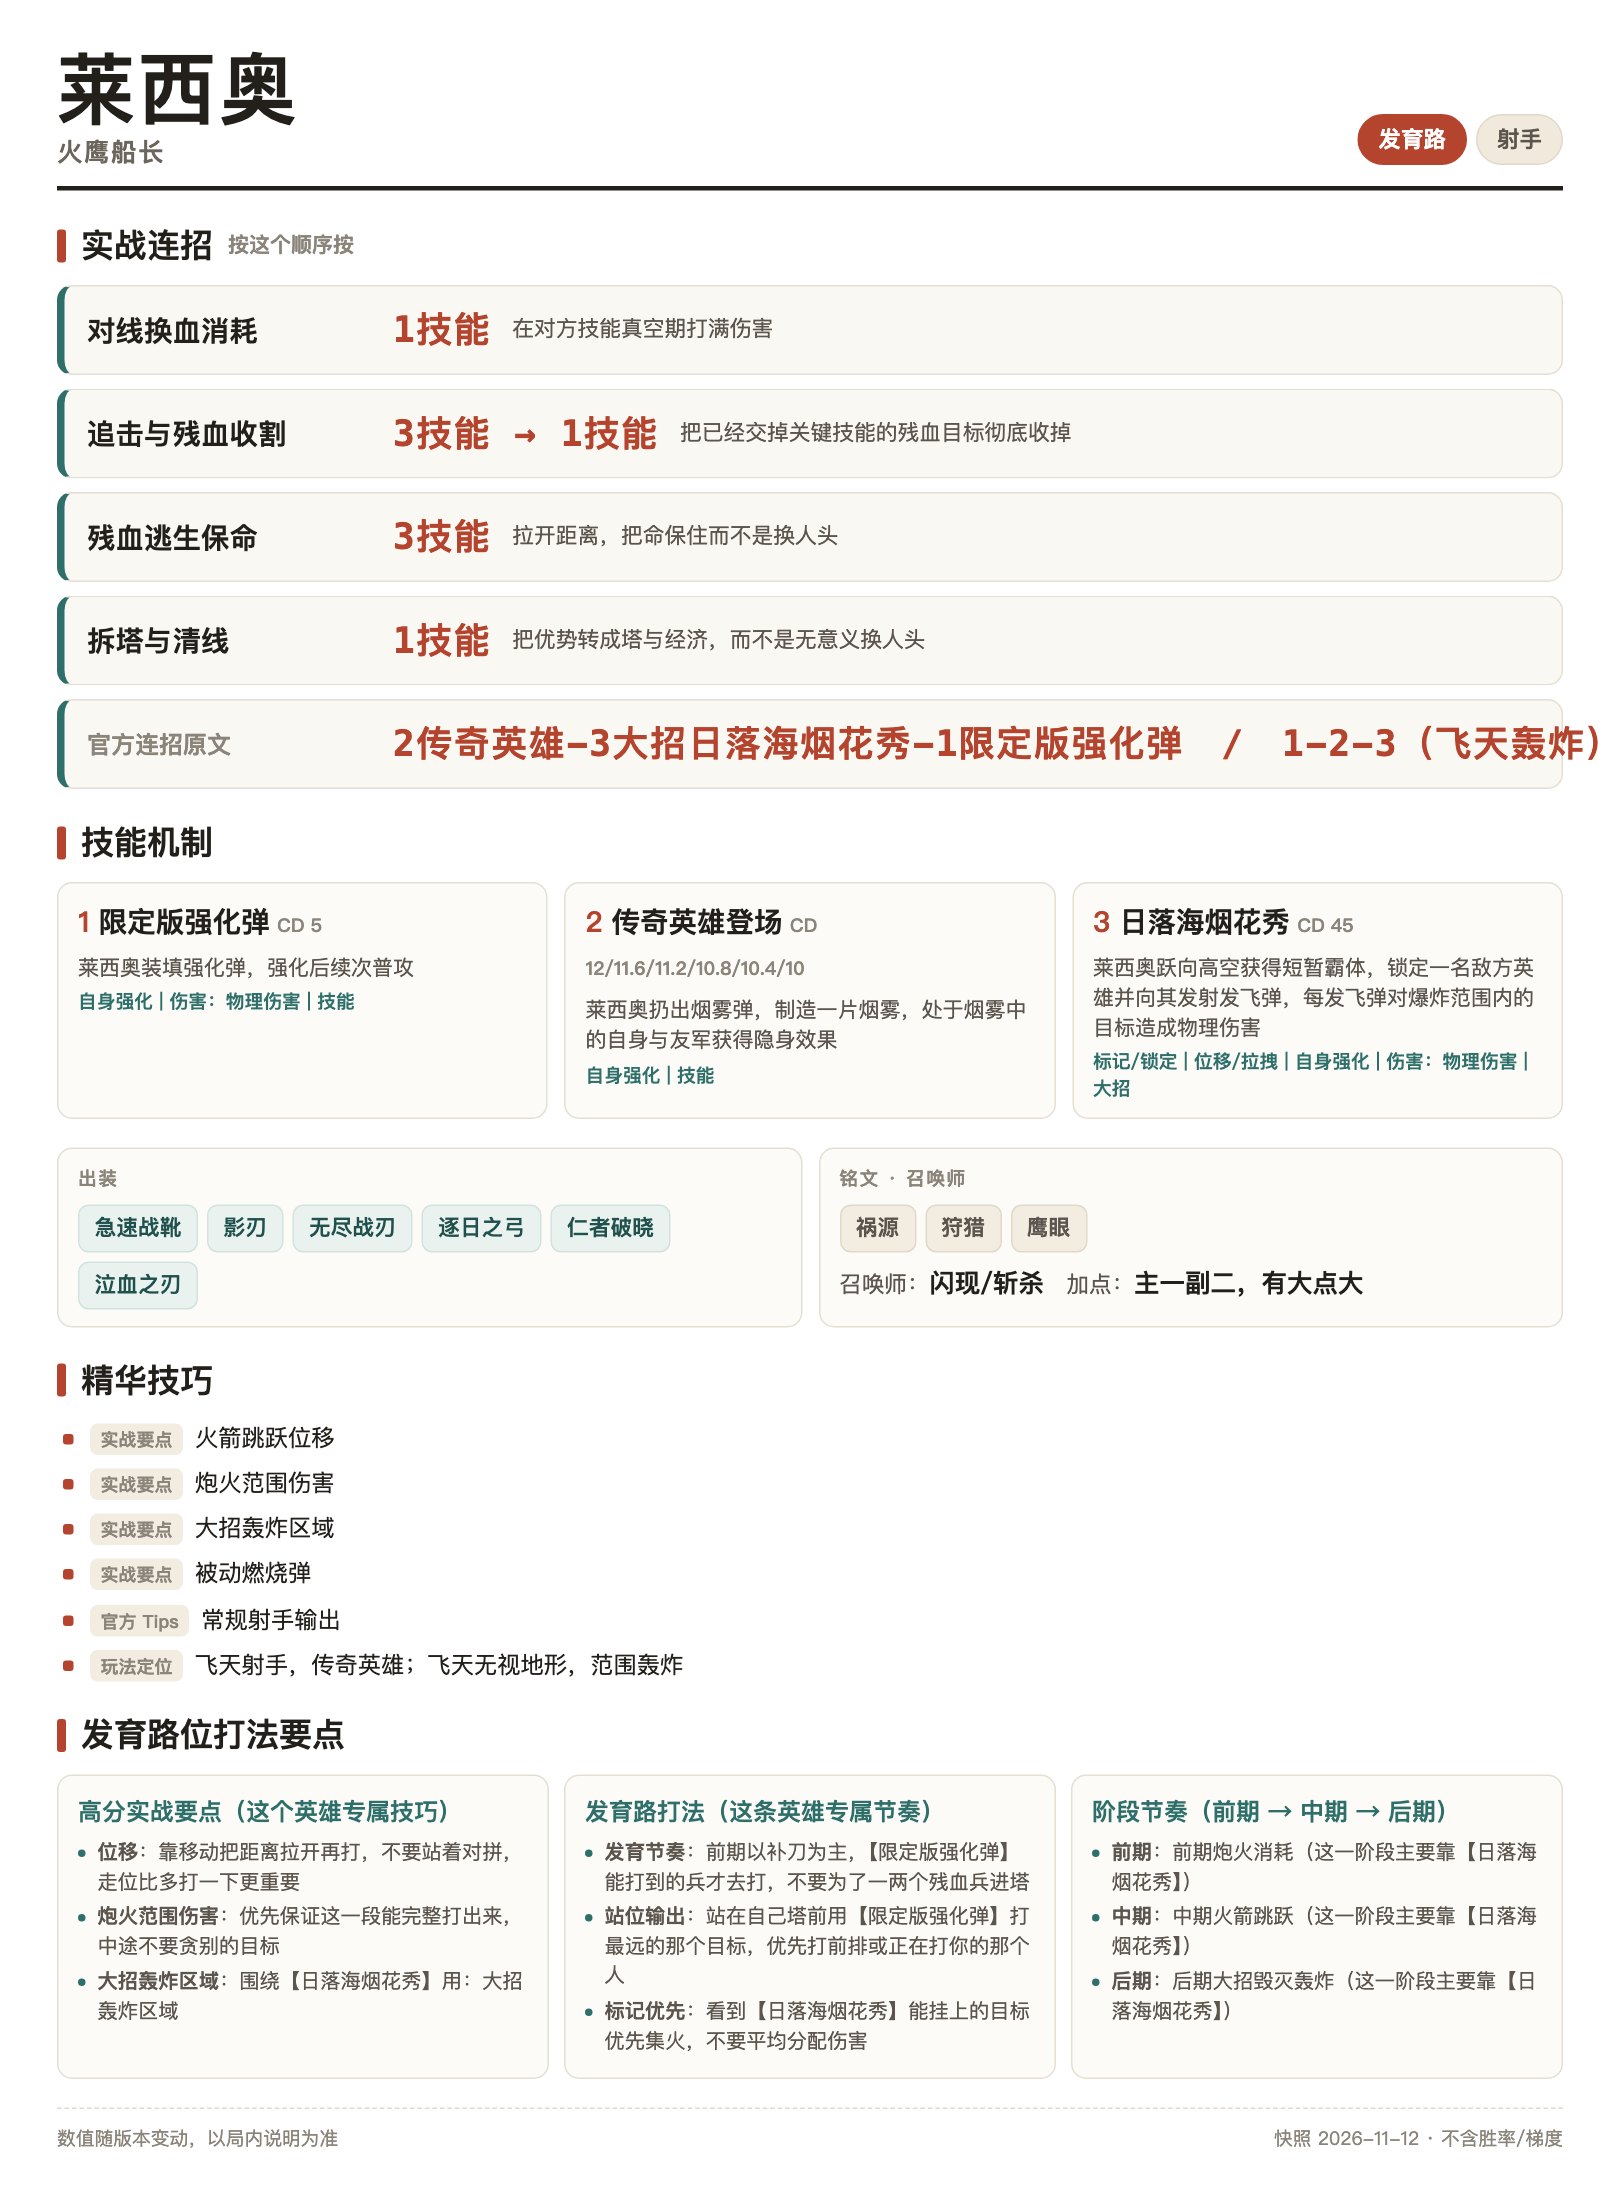 莱西奥
火鹰船长
发育路 射手
实战连招 按这个顺序按
对线换血消耗 1技能 在对方技能真空期打满伤害
追击与残血收割 3技能 → 1技能 把已经交掉关键技能的残血目标彻底收掉
残血逃生保命 3技能 拉开距离，把命保住而不是换人头
拆塔与清线 1技能 把优势转成塔与经济，而不是无意义换人头
官方连招原文 2传奇英雄–3大招日落海烟花秀–1限定版强化弹 / 1–2–3（飞天轰炸）
技能机制
1 限定版强化弹 CD 5
莱西奥装填强化弹，强化后续次普攻
自身强化 | 伤害：物理伤害 | 技能
2 传奇英雄登场 CD
12/11.6/11.2/10.8/10.4/10
莱西奥扔出烟雾弹，制造一片烟雾，处于烟雾中
的自身与友军获得隐身效果
自身强化 | 技能
3 日落海烟花秀 CD 45
莱西奥跃向高空获得短暂霸体，锁定一名敌方英
雄并向其发射发飞弹，每发飞弹对爆炸范围内的
目标造成物理伤害
标记/锁定 | 位移/拉拽 | 自身强化 | 伤害：物理伤害 |
大招
出装
急速战靴 影刃 无尽战刃 逐日之弓 仁者破晓
泣血之刃
铭文 · 召唤师
祸源 狩猎 鹰眼
召唤师：闪现/斩杀 加点：主一副二，有大点大
精华技巧
实战要点 火箭跳跃位移
实战要点 炮火范围伤害
实战要点 大招轰炸区域
实战要点 被动燃烧弹
官方 Tips 常规射手输出
玩法定位 飞天射手，传奇英雄；飞天无视地形，范围轰炸
发育路位打法要点
高分实战要点（这个英雄专属技巧）
位移：靠移动把距离拉开再打，不要站着对拼，
走位比多打一下更重要
炮火范围伤害：优先保证这一段能完整打出来，
中途不要贪别的目标
大招轰炸区域：围绕【日落海烟花秀】用：大招
轰炸区域
发育路打法（这条英雄专属节奏）
发育节奏：前期以补刀为主，【限定版强化弹】
能打到的兵才去打，不要为了一两个残血兵进塔
站位输出：站在自己塔前用【限定版强化弹】打
最远的那个目标，优先打前排或正在打你的那个
人
标记优先：看到【日落海烟花秀】能挂上的目标
优先集火，不要平均分配伤害
阶段节奏（前期 → 中期 → 后期）
前期：前期炮火消耗（这一阶段主要靠【日落海
烟花秀】）
中期：中期火箭跳跃（这一阶段主要靠【日落海
烟花秀】）
后期：后期大招毁灭轰炸（这一阶段主要靠【日
落海烟花秀】）
数值随版本变动，以局内说明为准
快照 2026–11–12 · 不含胜率/梯度